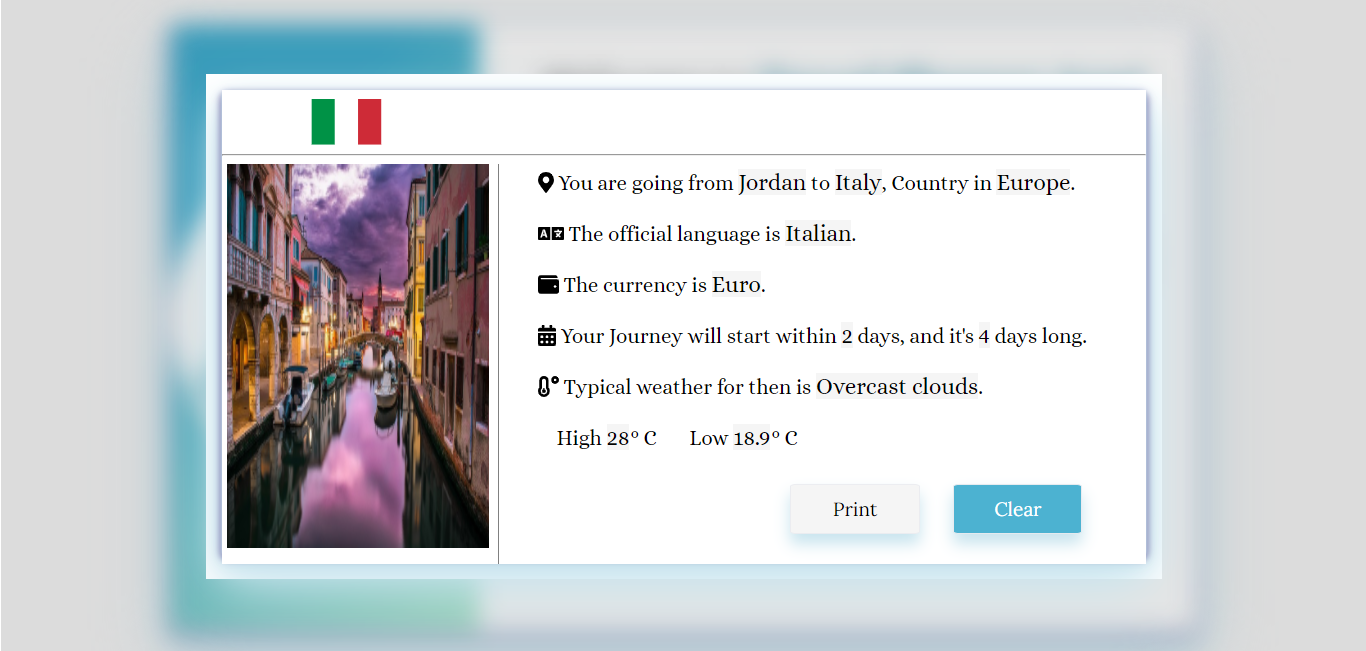 You are going from Jordan to Italy, Country in Europe.
The official language is Italian.
The currency is Euro.
Your Journey will start within 2 days, and it's 4 days long.
Typical weather for then is Overcast clouds.
High 28° C Low 18.9° C
Print Clear